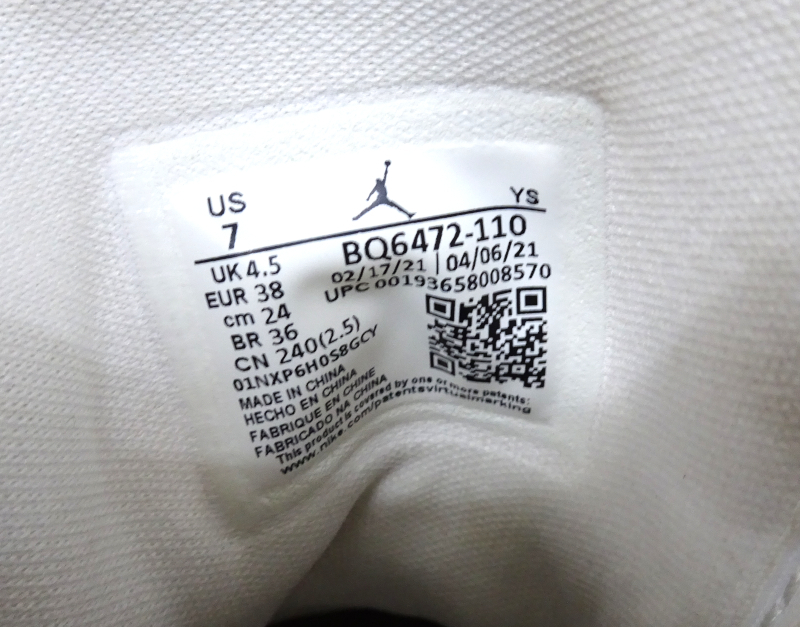 US YS
7
BQ6472-110
UK 4.5 02/17/21 | 04/06/21
EUR 38 UPC 00193658008570
cm 24
BR 36
CN 240(2.5)
01NXP6H0S8GCY
MADE IN CHINA
HECHO EN CHINA
FABRIQUE EN CHINE
FABRICADO NA CHINA
This product is covered by one or more patents:
www.nike.com/patentsvirtualmarking